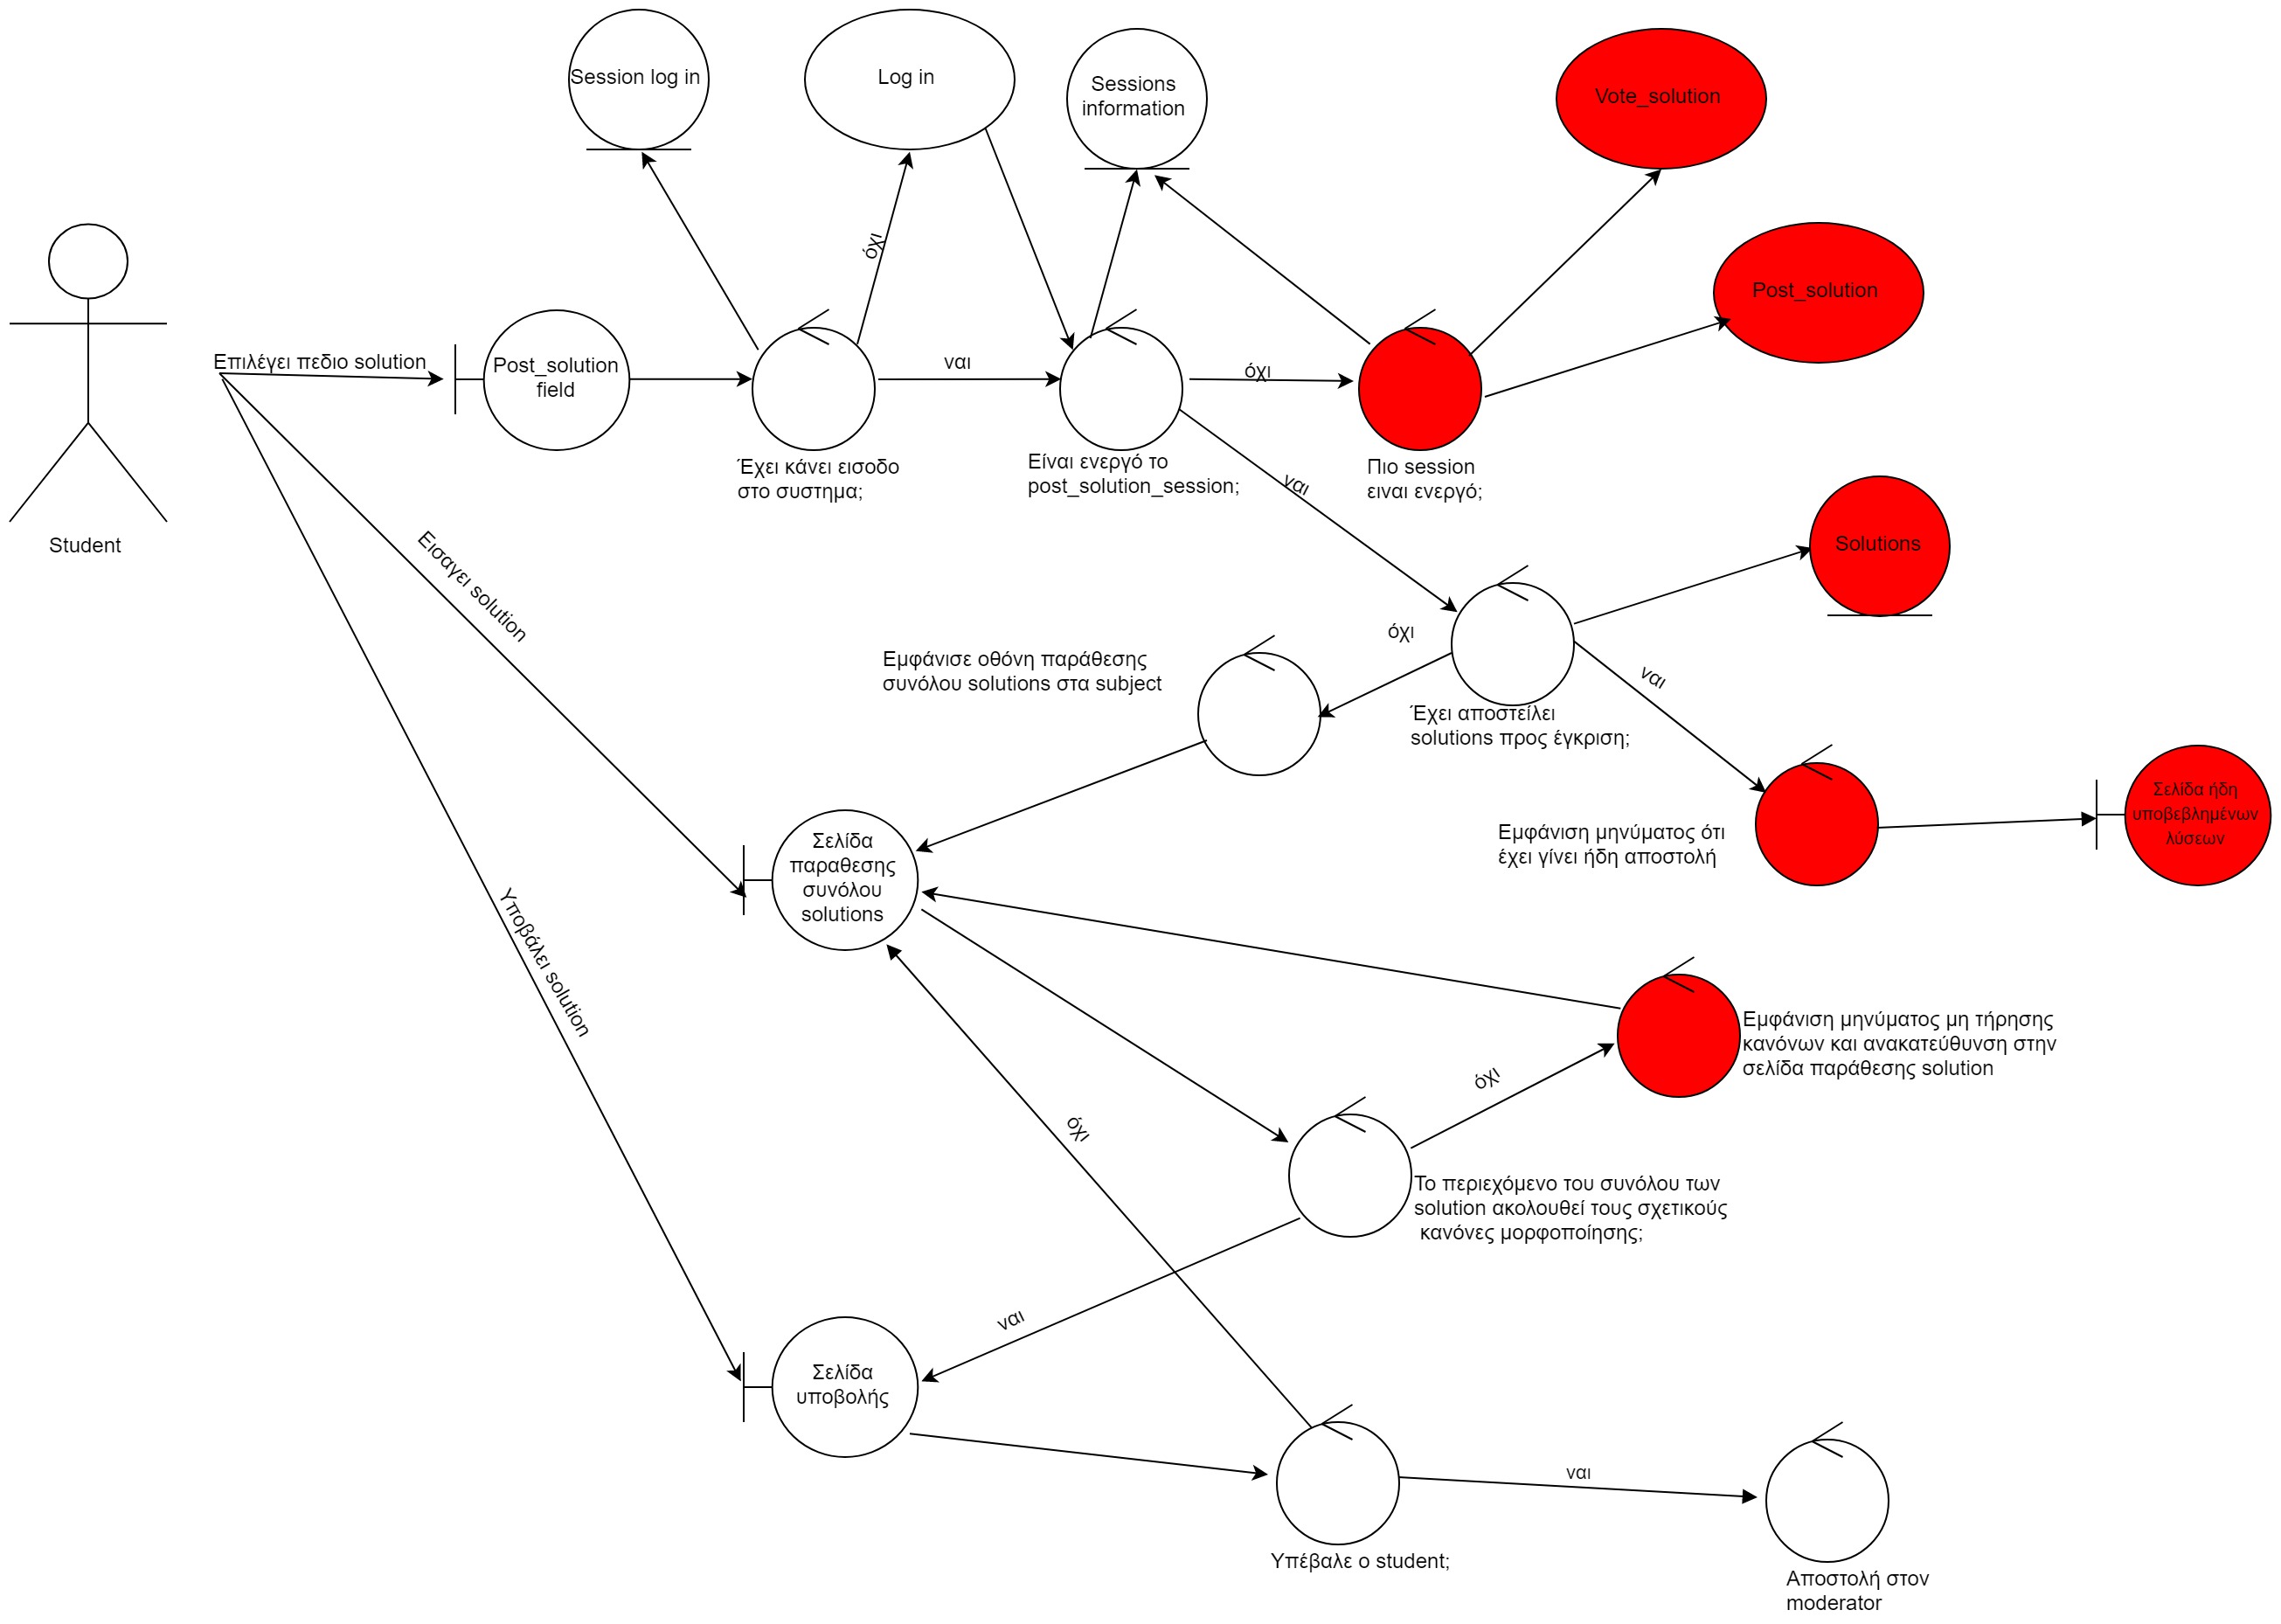 Session log in
Log in
Sessions
information
Vote_solution
Post_solution
όχι
Επιλέγει πεδιο solution
Post_solution
field
ναι
όχι
Student
Έχει κάνει εισοδο
στο συστημα;
Είναι ενεργό το
post_solution_session;
Πιο session
ειναι ενεργό;
ναι
Solutions
Εισαγει solution
όχι
Εμφάνισε οθόνη παράθεσης
συνόλου solutions στα subject
ναι
Έχει αποστείλει
solutions προς έγκριση;
Σελίδα ήδη
υποβεβλημένων
λύσεων
Εμφάνιση μηνύματος ότι
έχει γίνει ήδη αποστολή
Σελίδα
παραθεσης
συνόλου
solutions
Υποβάλει solution
Εμφάνιση μηνύματος μη τήρησης
κανόνων και ανακατεύθυνση στην
σελίδα παράθεσης solution
όχι
όχι
Το περιεχόμενο του συνόλου των
solution ακολουθεί τους σχετικούς
κανόνες μορφοποίησης;
ναι
Σελίδα
υποβολής
ναι
Υπέβαλε ο student;
Αποστολή στον
moderator